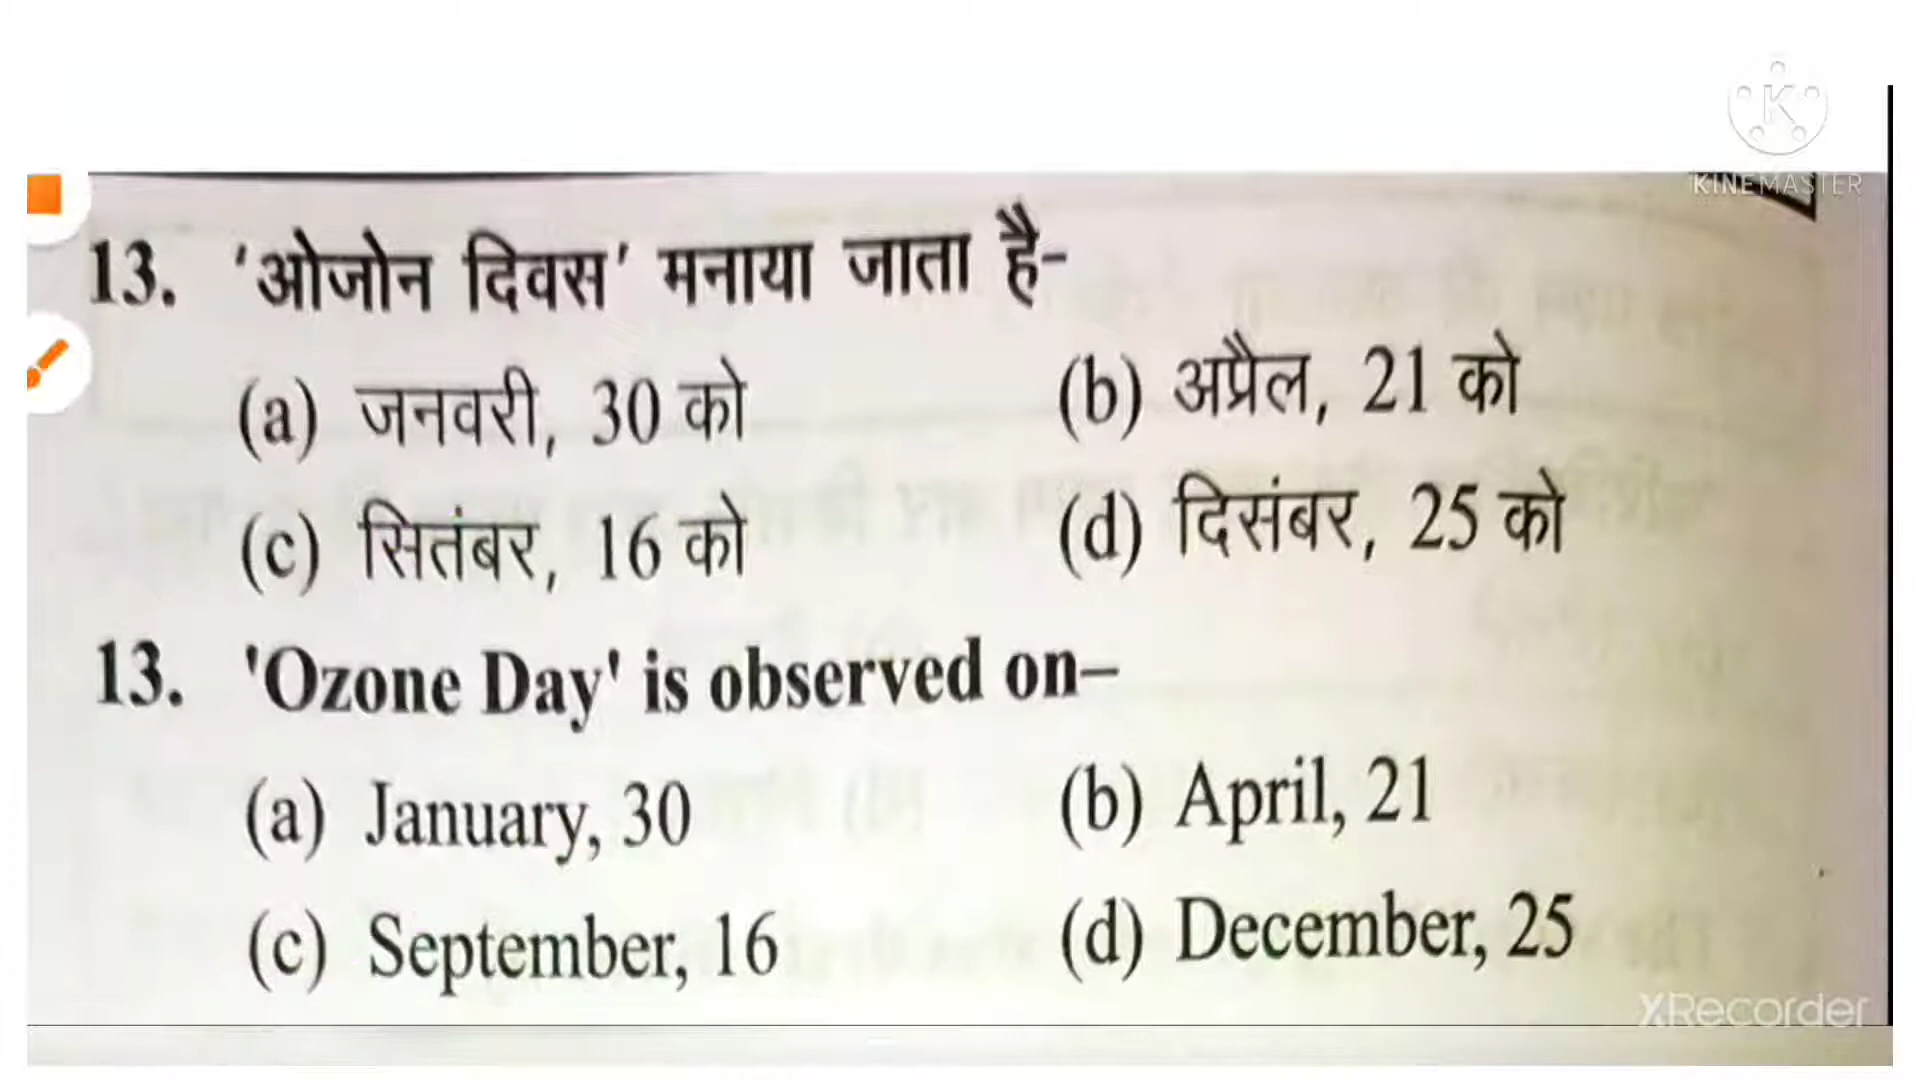 KINEMASTER
13. 'ओजोन दिवस' मनाया जाता है-
(a) जनवरी, 30 को (b) अप्रैल, 21 को
(c) सितंबर, 16 को (d) दिसंबर, 25 को
13. 'Ozone Day' is observed on–
(a) January, 30 (b) April, 21
(c) September, 16 (d) December, 25
XRecorder